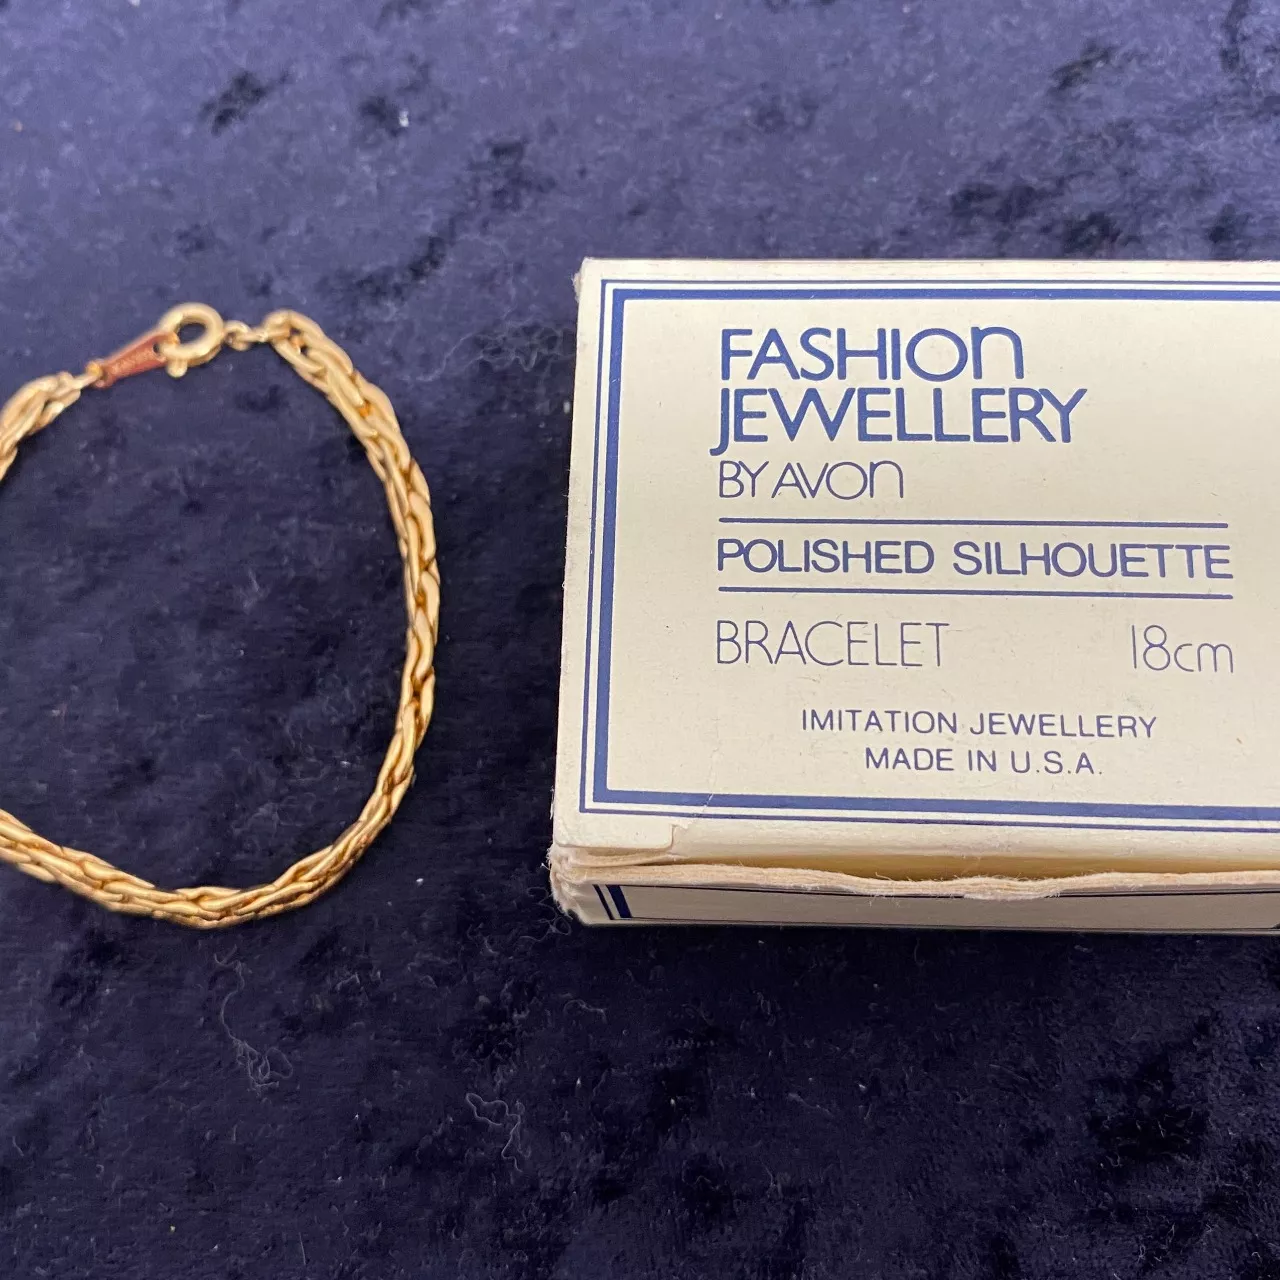 FASHION
JEWELLERY
BY AVON
POLISHED SILHOUETTE
BRACELET 18cm
IMITATION JEWELLERY
MADE IN U.S.A.